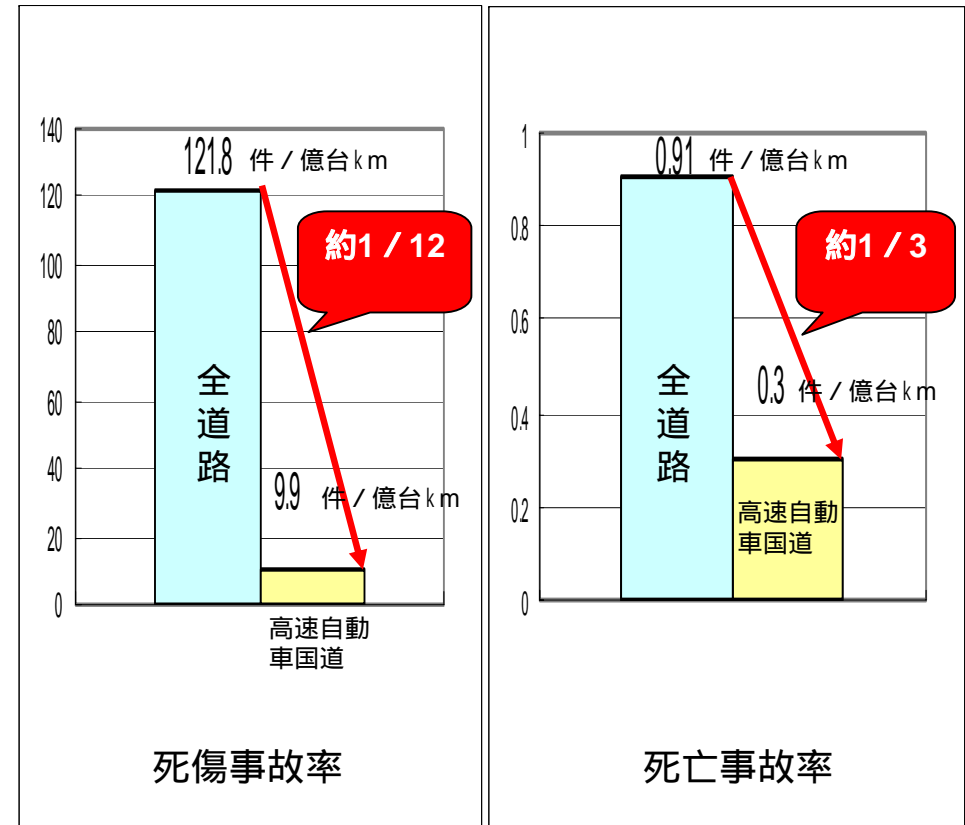 140
120
100
80
60
40
20
0
121.8 件／億台km
約1／12
全道路
9.9 件／億台km
高速自動
車国道
死傷事故率
1
0.8
0.6
0.4
0.2
0
0.91 件／億台km
約1／3
全道路
0.3 件／億台km
高速自動
車国道
死亡事故率